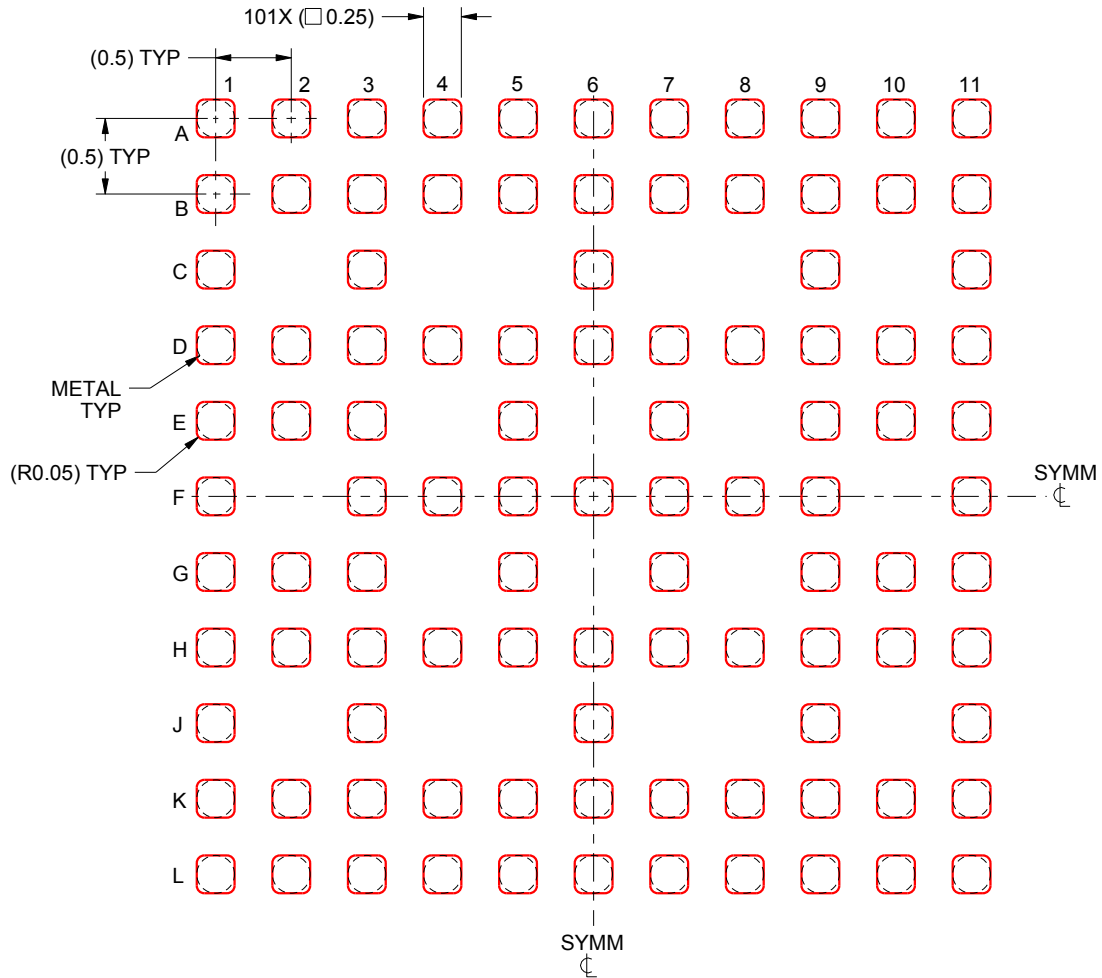 101X (□ 0.25)
(0.5) TYP
1 2 3 4 5 6 7 8 9 10 11
A
(0.5) TYP
B
C
D
METAL
TYP
E
(R0.05) TYP
F
SYMM
℄
G
H
J
K
L
SYMM
℄